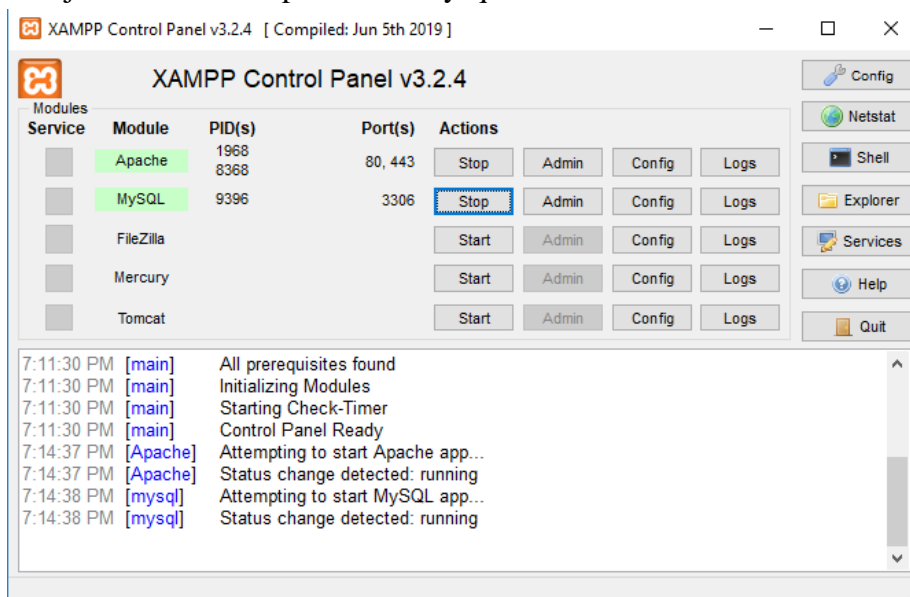 XAMPP Control Panel v3.2.4 [ Compiled: Jun 5th 2019 ]
XAMPP Control Panel v3.2.4
Config
Modules
Service Module PID(s) Port(s) Actions
Netstat
Apache 1968 8368 80, 443 Stop Admin Config Logs
Shell
MySQL 9396 3306 Stop Admin Config Logs
Explorer
FileZilla Start Admin Config Logs
Services
Mercury Start Admin Config Logs
Help
Tomcat Start Admin Config Logs
Quit
7:11:30 PM [main] All prerequisites found
7:11:30 PM [main] Initializing Modules
7:11:30 PM [main] Starting Check-Timer
7:11:30 PM [main] Control Panel Ready
7:14:37 PM [Apache] Attempting to start Apache app...
7:14:37 PM [Apache] Status change detected: running
7:14:38 PM [mysql] Attempting to start MySQL app...
7:14:38 PM [mysql] Status change detected: running